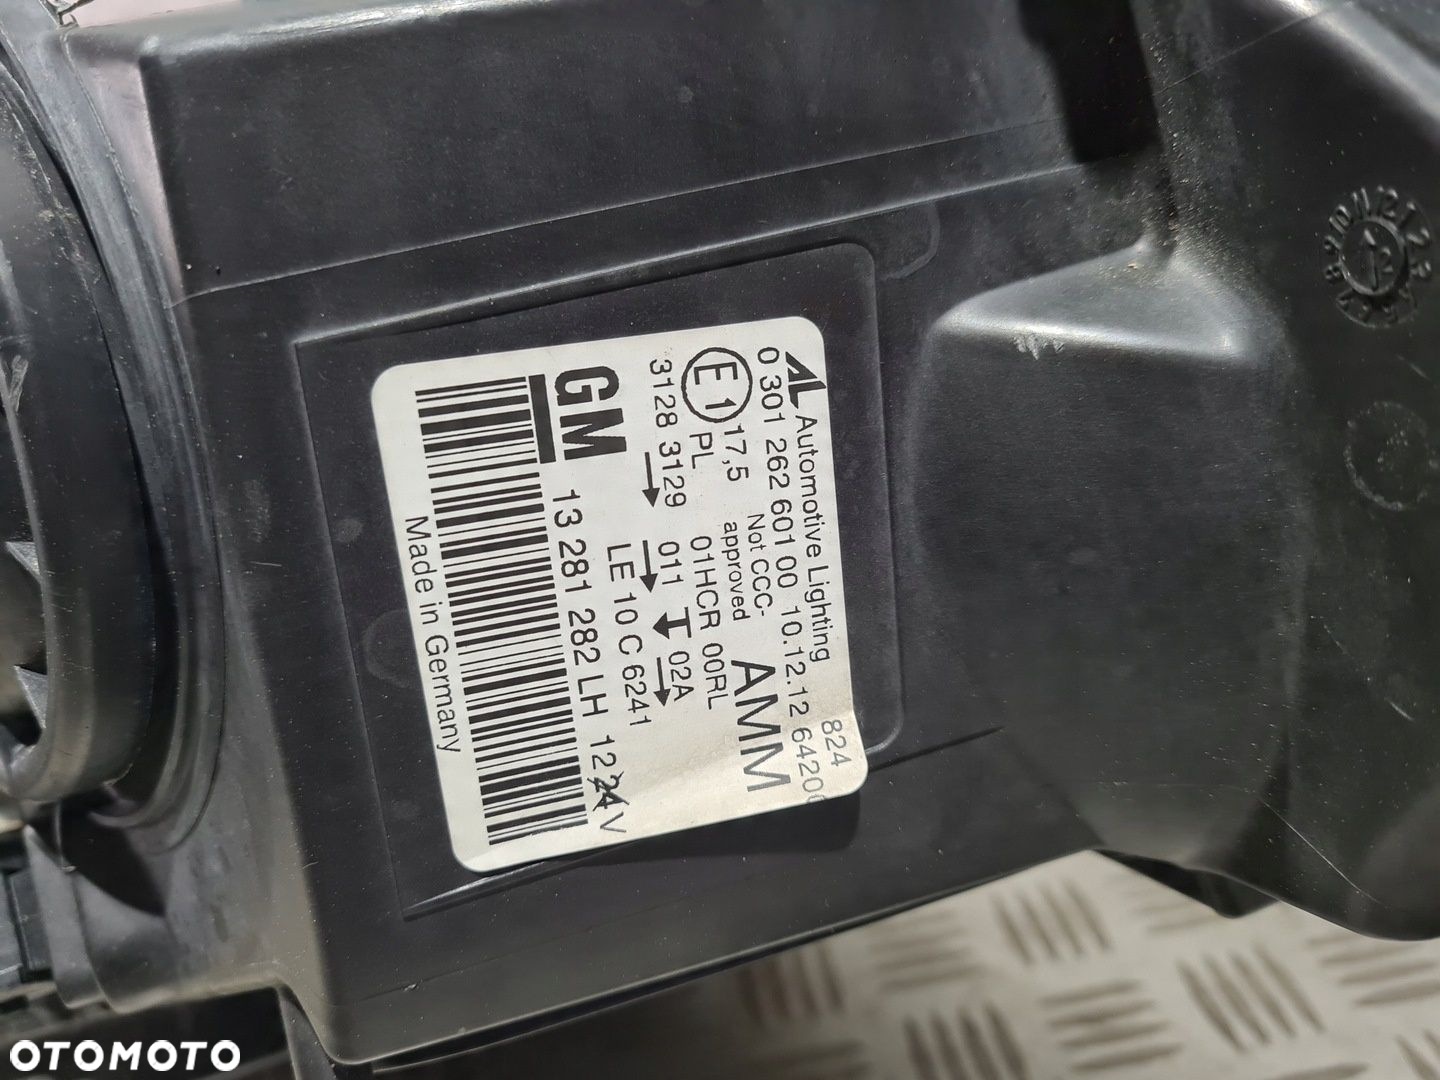 AL Automotive Lighting 824
0 301 262 601 00 10.12.12 6420
E1 17,5 Not CCC- AMM
PL approved
01HCR 00RL
3128 3129 → 011 → 02A →
LE 10 C 6241
GM 13 281 282 LH 1224V
Made in Germany
12
OTOMOTO